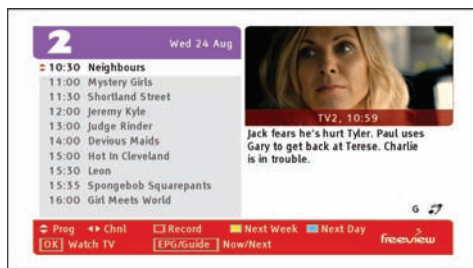 2 Wed 24 Aug
10:30 Neighbours
11:00 Mystery Girls
11:30 Shortland Street
12:00 Jeremy Kyle
13:00 Judge Rinder
14:00 Devious Maids
15:00 Hot In Cleveland
15:30 Leon
15:35 Spongebob Squarepants
16:00 Girl Meets World
TV2, 10:59
Jack fears he's hurt Tyler. Paul uses
Gary to get back at Terese. Charlie
is in trouble.
G
Prog Chnl Record Next Week Next Day
OK Watch TV EPG/Guide Now/Next
freeview